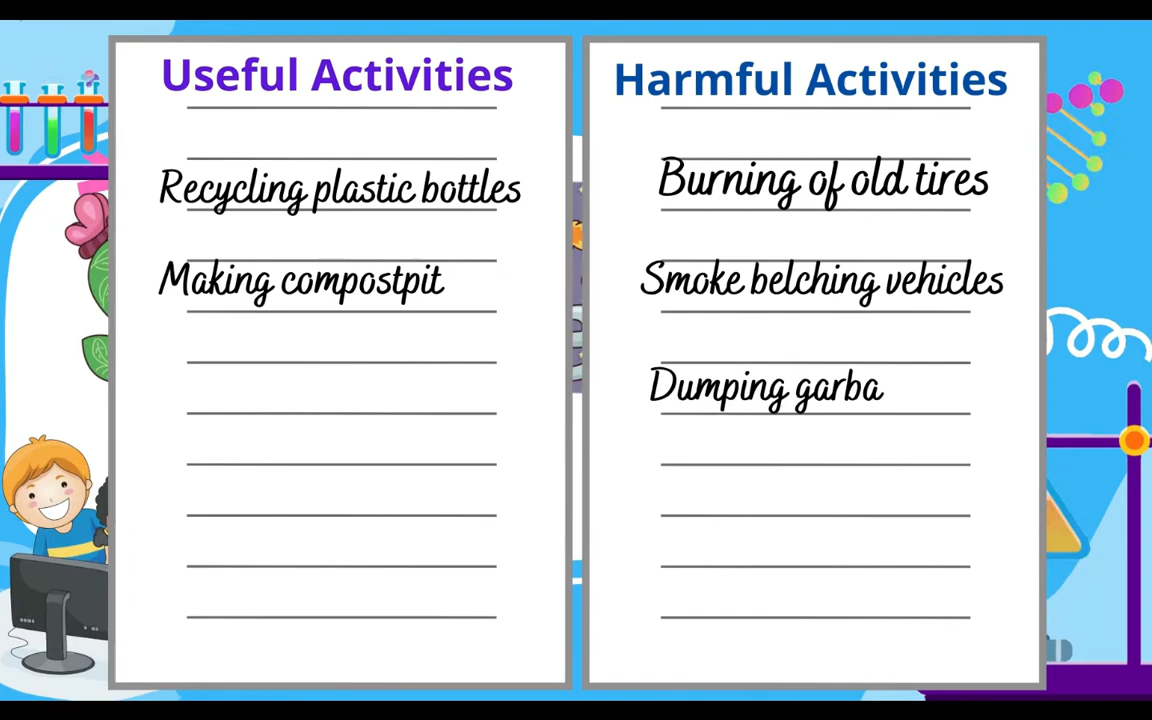 Useful Activities
Recycling plastic bottles
Making compostpit
Harmful Activities
Burning of old tires
Smoke belching vehicles
Dumping garba